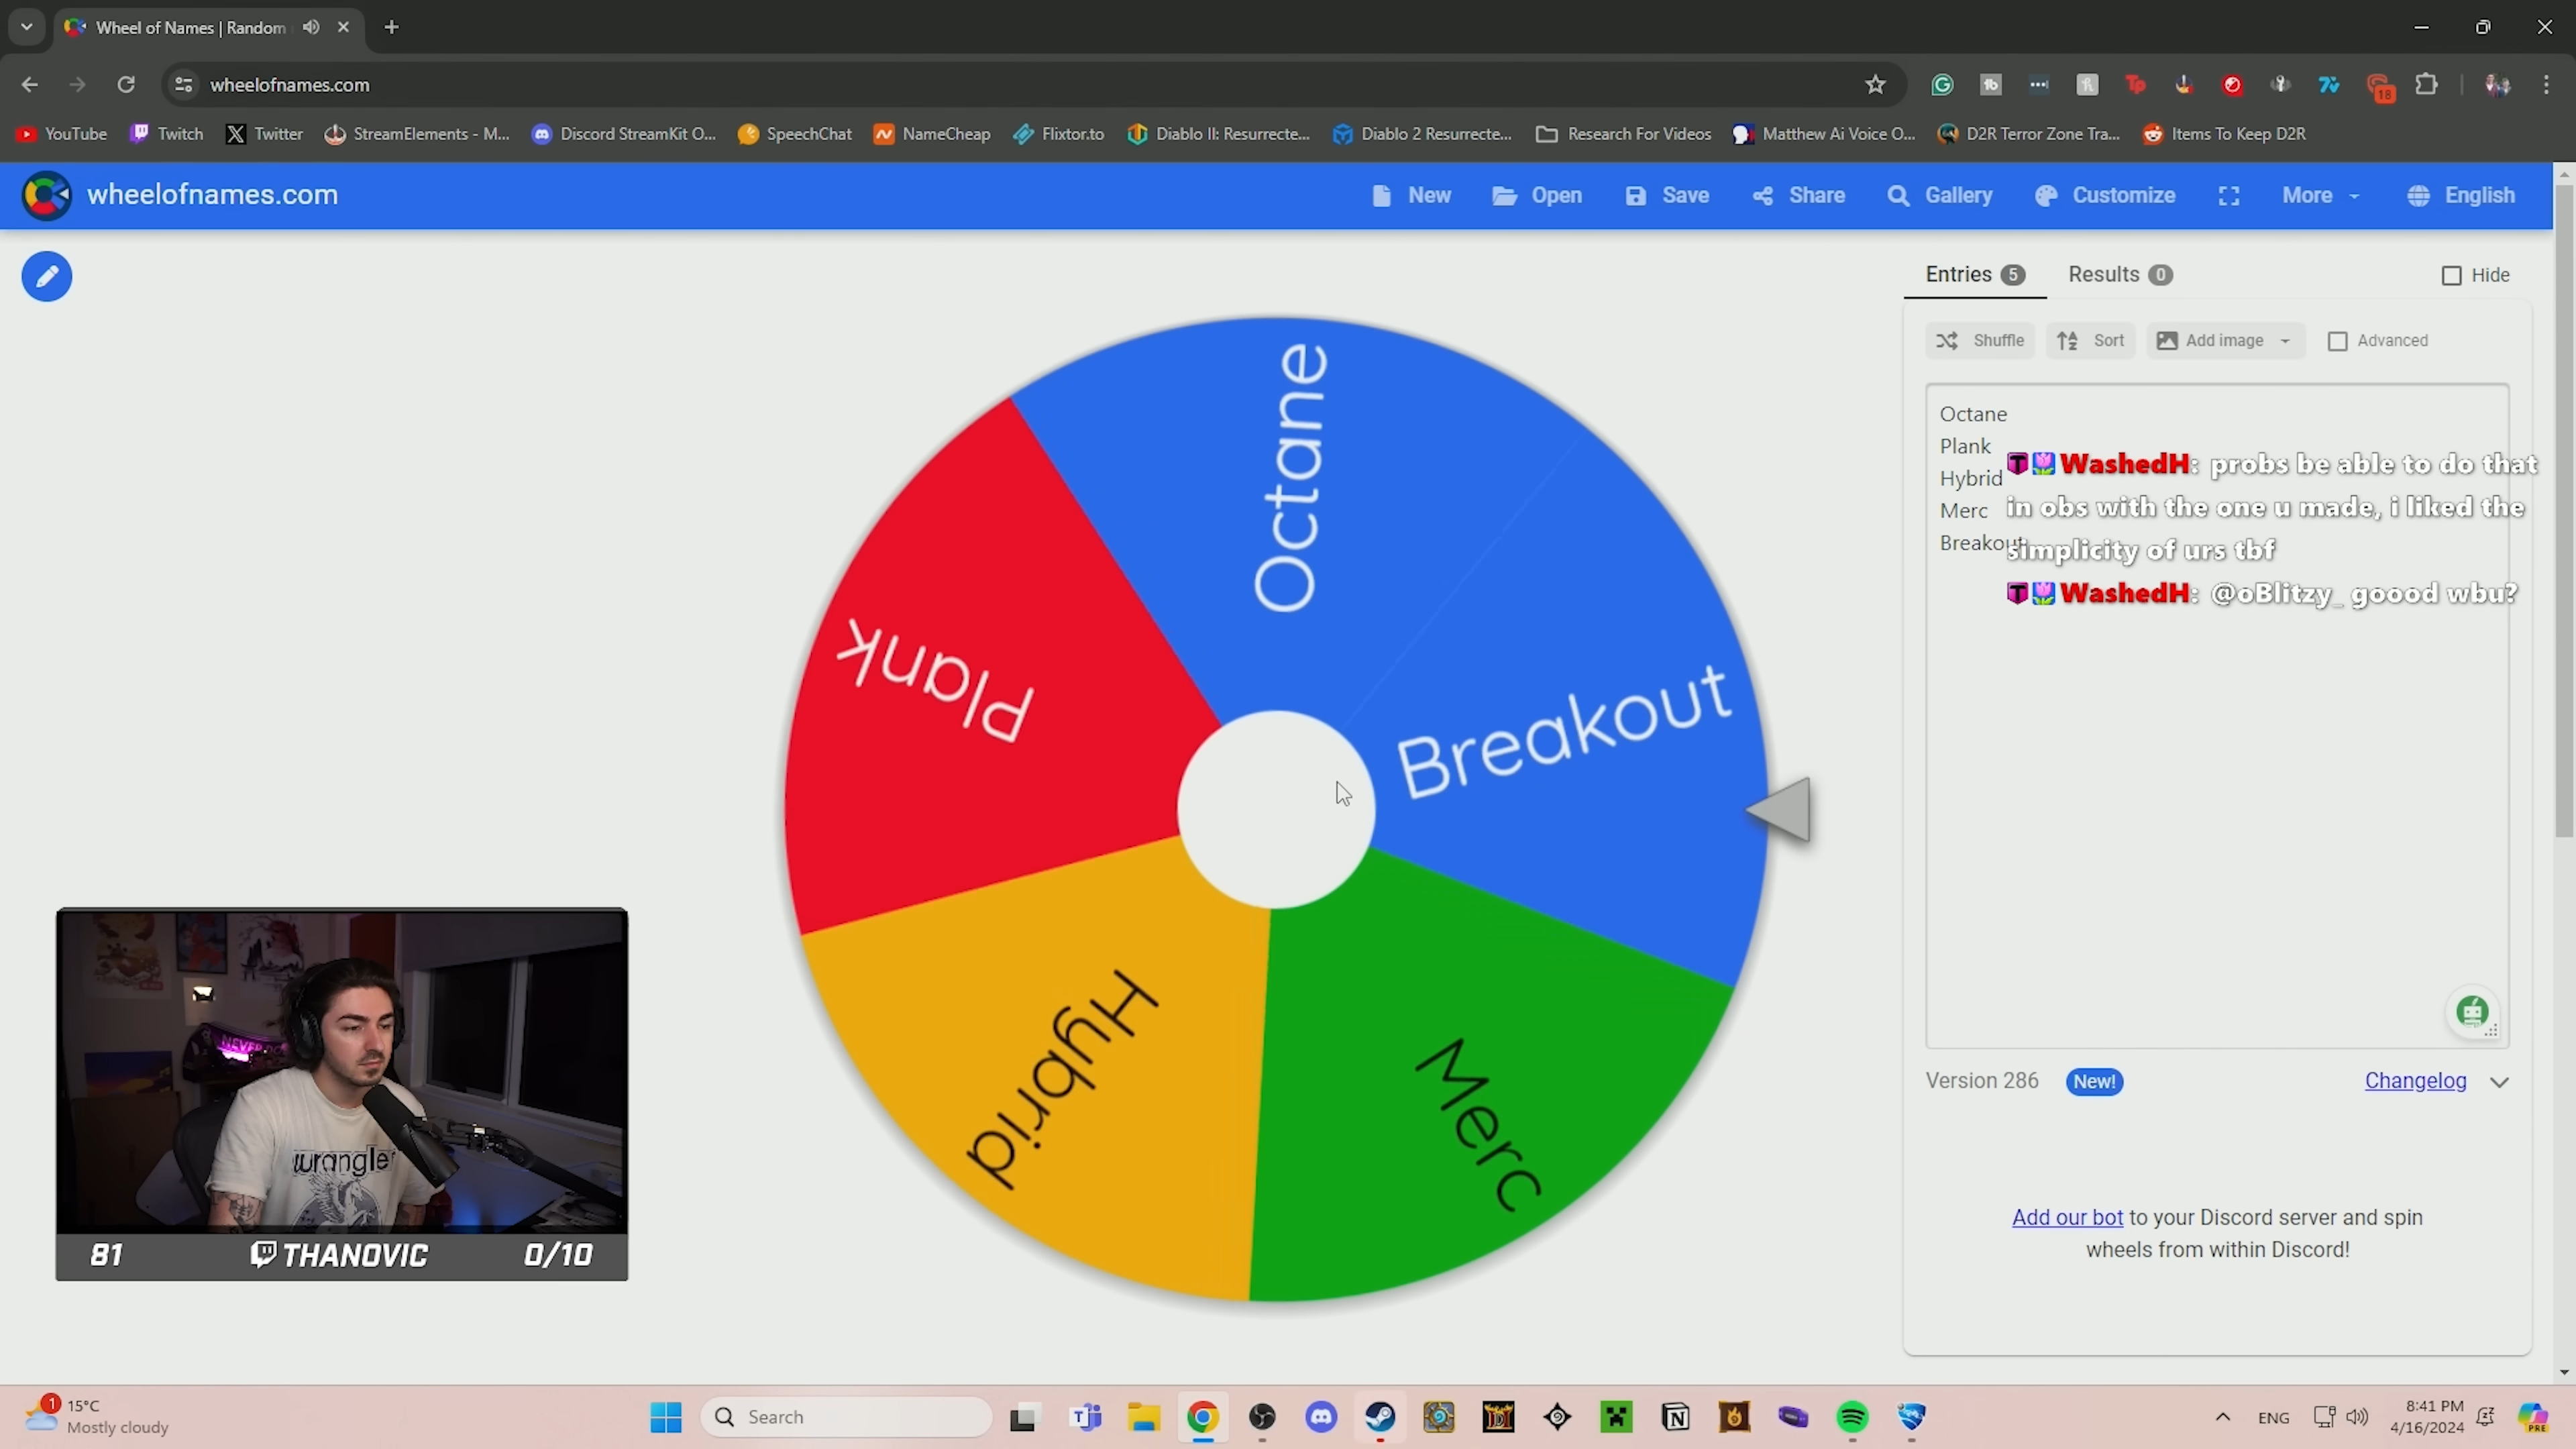 Wheel of Names | Random
wheelofnames.com
18
YouTube
Twitch
Twitter
StreamElements - M...
Discord StreamKit O...
SpeechChat
NameCheap
Flixtor.to
Diablo II: Resurrecte...
Diablo 2 Resurrecte...
Research For Videos
Matthew Ai Voice O...
D2R Terror Zone Tra...
Items To Keep D2R
wheelofnames.com
New
Open
Save
Share
Gallery
Customize
More
English
Entries 5
Results 0
Hide
Shuffle
Sort
Add image
Advanced
Octane
Plank
Hybrid
Merc
Breakout
WashedH: probs be able to do that
in obs with the one u made, i liked the
simplicity of urs tbf
WashedH: @oBlitzy_ goood wbu?
Octane
Breakout
Plank
Hybrid
Merc
Version 286 New! Changelog
Add our bot to your Discord server and spin
wheels from within Discord!
wrangler
81 THANOVIC 0/10
1
15°C
Mostly cloudy
Search
ENG
8:41 PM
4/16/2024
PRE